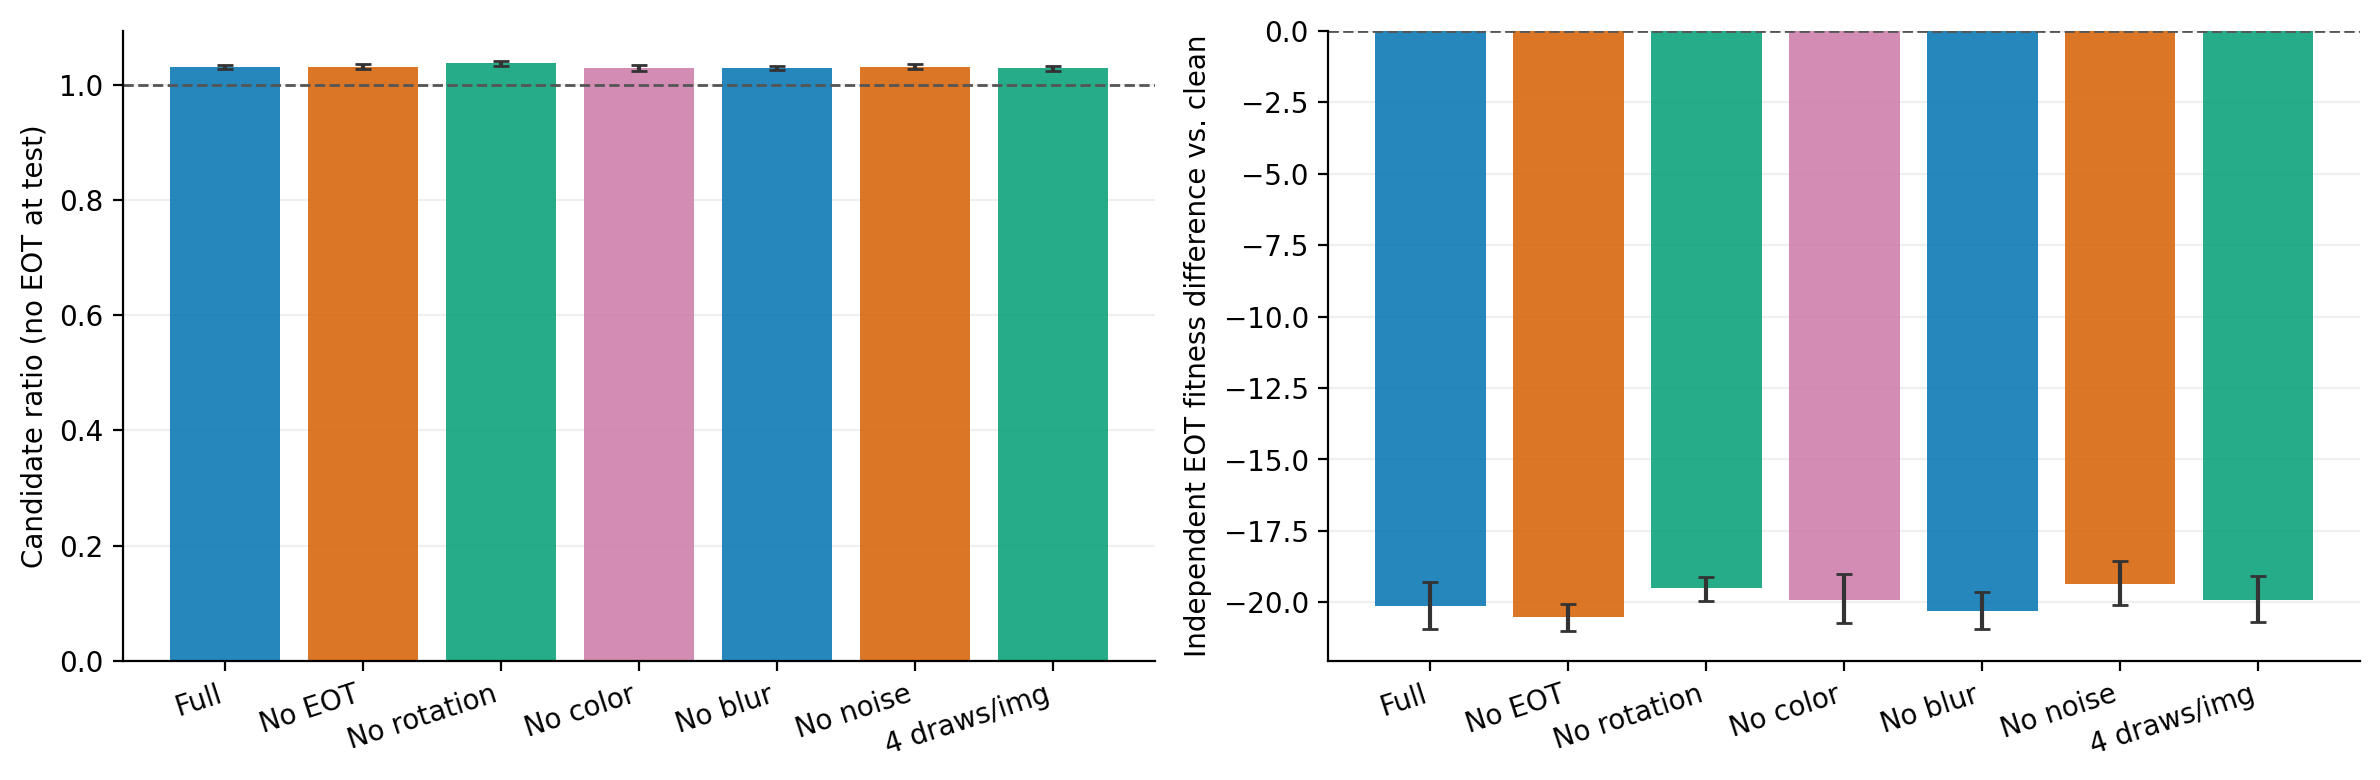 Candidate ratio (no EOT at test)
1.0
0.8
0.6
0.4
0.2
0.0
Full
No EOT
No rotation
No color
No blur
No noise
4 draws/img
Independent EOT fitness difference vs. clean
0.0
−2.5
−5.0
−7.5
−10.0
−12.5
−15.0
−17.5
−20.0
Full
No EOT
No rotation
No color
No blur
No noise
4 draws/img